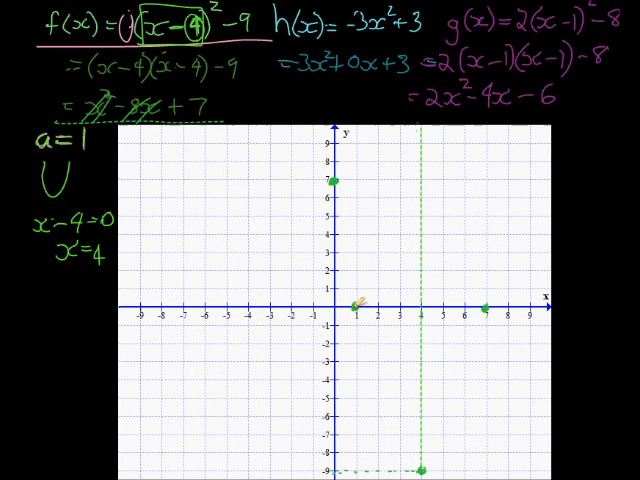 f(x) = 1(x-4)² -9
= (x-4)(x-4) -9
= x² -8x +7
h(x) = -3x² +3
= -3x² +0x +3
g(x) = 2(x-1)² -8
= 2(x-1)(x-1) -8
= 2x² -4x -6
a = 1
x-4=0
x=4
y
9
8
7
6
5
4
3
2
1
x
-9 -8 -7 -6 -5 -4 -3 -2 -1 1 2 3 4 5 6 7 8 9
-1
-2
-3
-4
-5
-6
-7
-8
-9